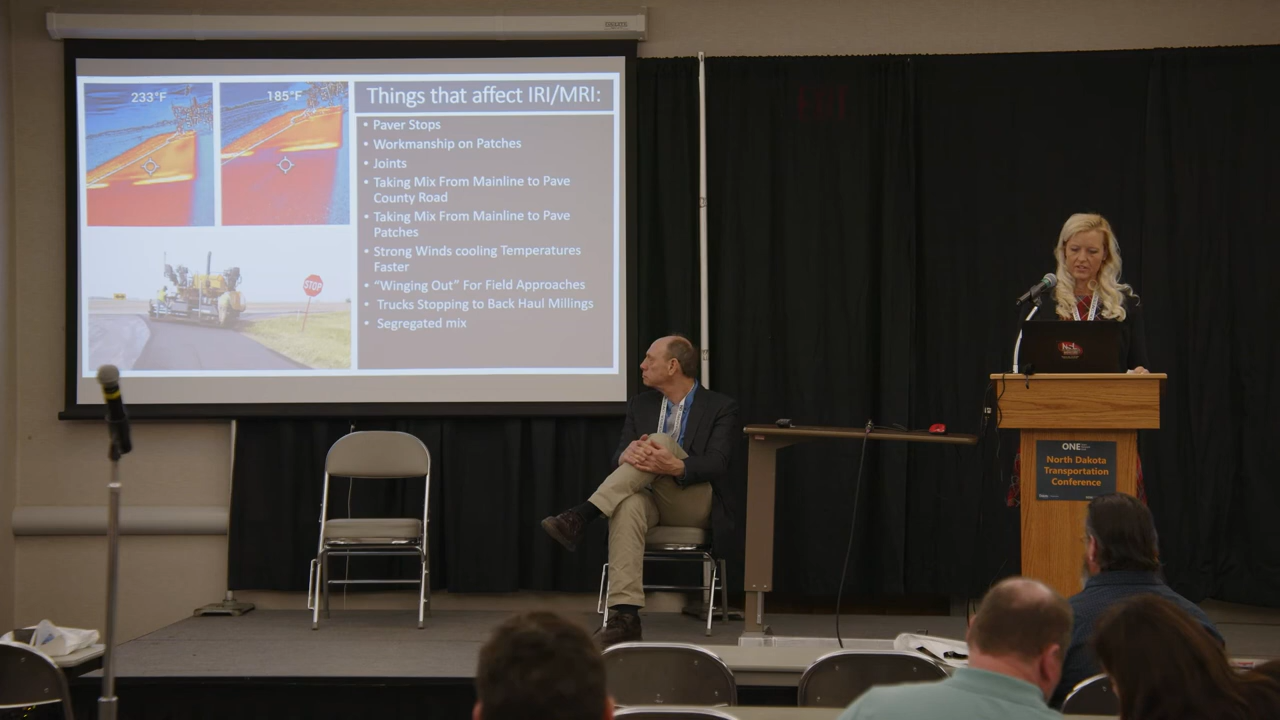 233°F
185°F
Things that affect IRI/MRI:
• Paver Stops
• Workmanship on Patches
• Joints
• Taking Mix From Mainline to Pave
County Road
• Taking Mix From Mainline to Pave
Patches
• Strong Winds cooling Temperatures
Faster
• “Winging Out” For Field Approaches
• Trucks Stopping to Back Haul Millings
• Segregated mix
STOP
ONE
North Dakota
Transportation
Conference